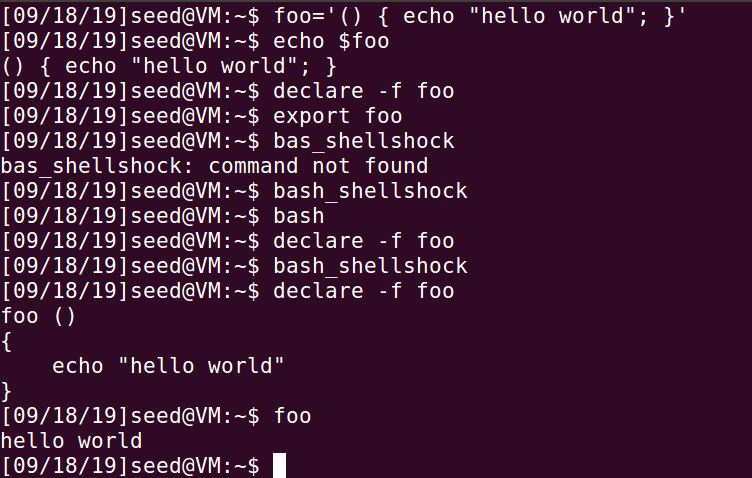 [09/18/19]seed@VM:~$ foo='() { echo "hello world"; }'
[09/18/19]seed@VM:~$ echo $foo
() { echo "hello world"; }
[09/18/19]seed@VM:~$ declare -f foo
[09/18/19]seed@VM:~$ export foo
[09/18/19]seed@VM:~$ bas_shellshock
bas_shellshock: command not found
[09/18/19]seed@VM:~$ bash_shellshock
[09/18/19]seed@VM:~$ bash
[09/18/19]seed@VM:~$ declare -f foo
[09/18/19]seed@VM:~$ bash_shellshock
[09/18/19]seed@VM:~$ declare -f foo
foo ()
{
    echo "hello world"
}
[09/18/19]seed@VM:~$ foo
hello world
[09/18/19]seed@VM:~$